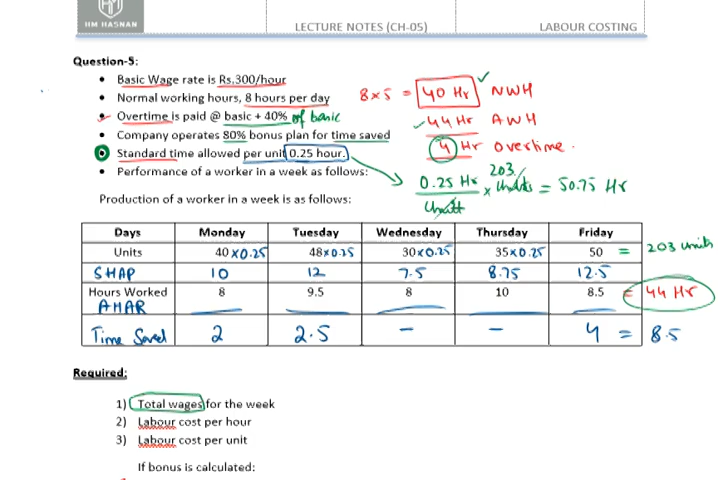 HM HASNAN
LECTURE NOTES (CH-05)
LABOUR COSTING
Question-5:
• Basic Wage rate is Rs.300/hour
• Normal working hours, 8 hours per day
• Overtime is paid @ basic + 40% of basic
• Company operates 80% bonus plan for time saved
• Standard time allowed per unit 0.25 hour.
• Performance of a worker in a week as follows:
8 x 5 = 40 Hr NWH
44 Hr AWH
4 Hr Overtime.
0.25 Hr / Unit x 203 Units = 50.75 Hr
Production of a worker in a week is as follows:
Days Monday Tuesday Wednesday Thursday Friday
Units 40 x0.25 48 x0.25 30 x0.25 35 x0.25 50 = 203 units
SHAP 10 12 7.5 8.75 12.5
Hours Worked 8 9.5 8 10 8.5 = 44 Hr
AHAR
Time Saved 2 2.5 - - 4 = 8.5
Required:
1) Total wages for the week
2) Labour cost per hour
3) Labour cost per unit
If bonus is calculated: